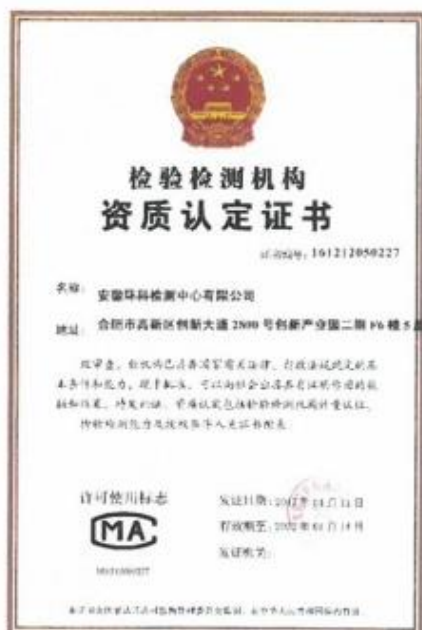 检验检测机构
资质认定证书
证书编号：161212050227
名称：安徽环科检测中心有限公司
地址：合肥市高新区创新大道 2800 号创新产业园二期 F6 楼 5 层
经审查，你机构已具备国家有关法律、行政法规规定的基
本条件和能力，现予批准，可以向社会出具具有证明作用的数
据和结果，特发此证。资质认定包括检验检测机构计量认证。
检验检测能力及授权签字人见证书附表。
许可使用标志
MA
161212050227
发证日期：
有效期至：
发证机关：